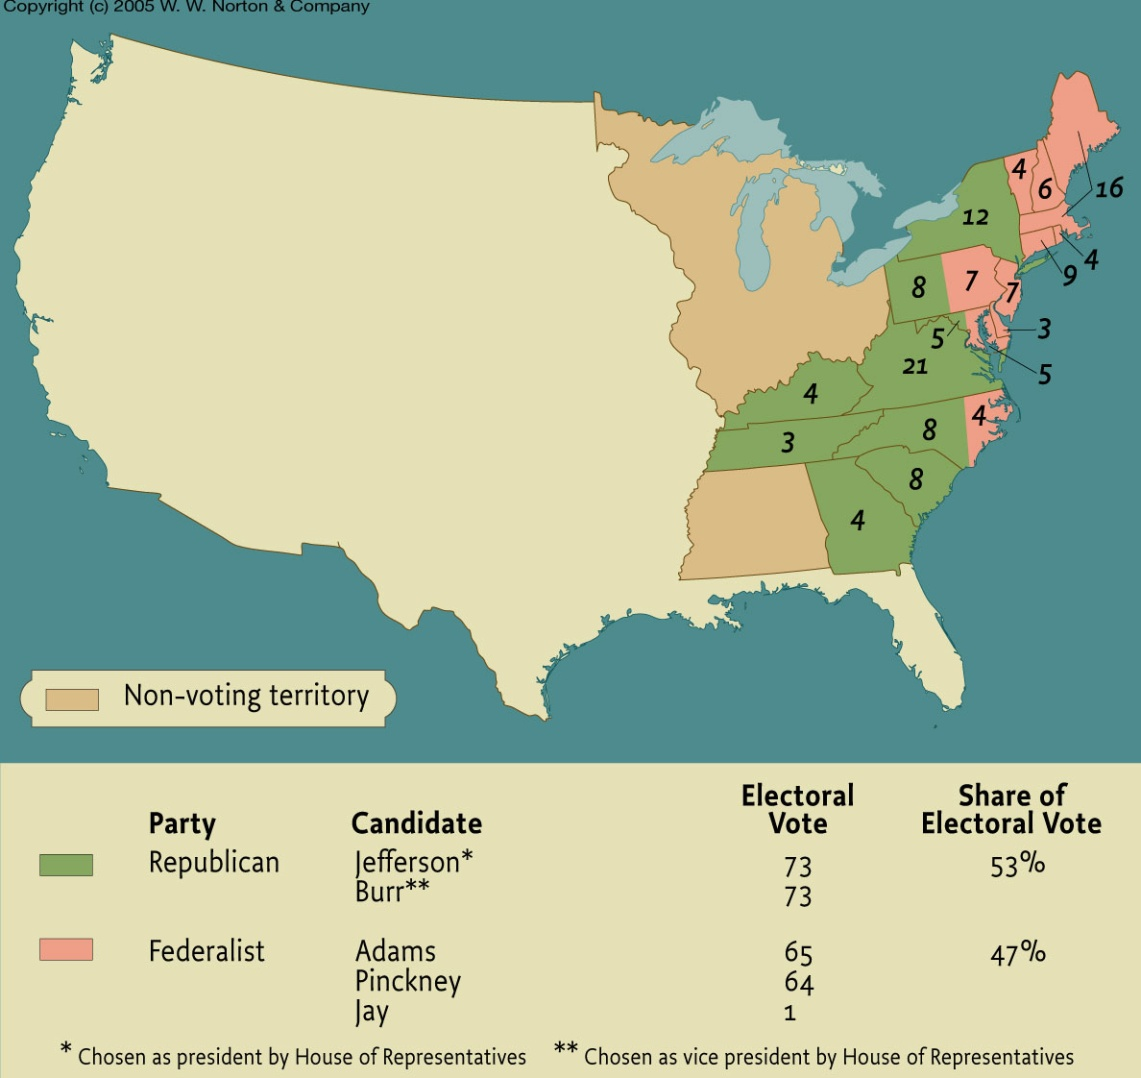 Copyright (c) 2005 W. W. Norton & Company
4
6
16
12
4
9
8
7
7
3
5
5
21
4
4
8
3
8
4
Non-voting territory
Electoral Share of
Party Candidate Vote Electoral Vote
Republican Jefferson* 73 53%
Burr** 73
Federalist Adams 65 47%
Pinckney 64
Jay 1
* Chosen as president by House of Representatives ** Chosen as vice president by House of Representatives